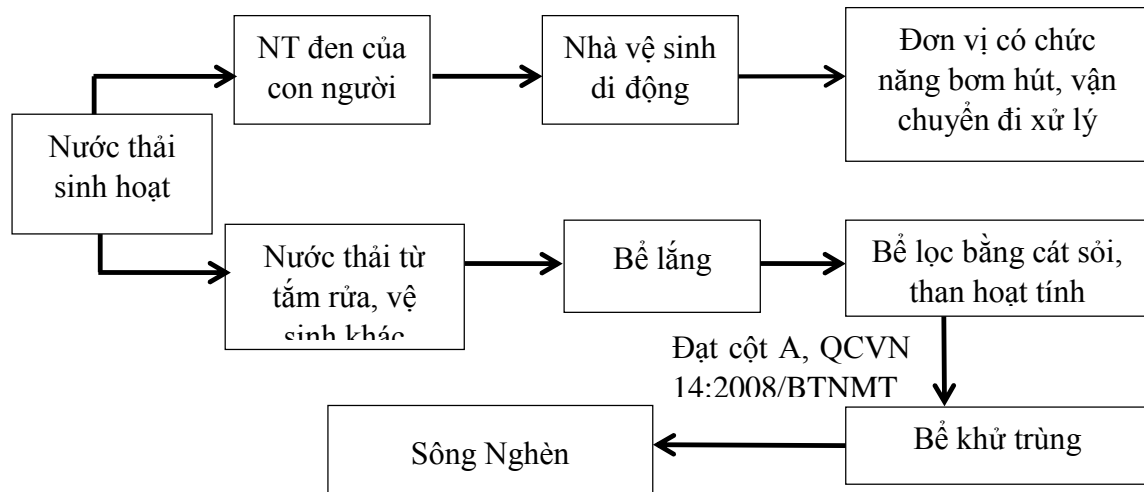 NT đen của
con người
Nhà vệ sinh
di động
Đơn vị có chức
năng bơm hút, vận
chuyển đi xử lý
Nước thải
sinh hoạt
Nước thải từ
tắm rửa, vệ
sinh khác
Bể lắng
Bể lọc bằng cát sỏi,
than hoạt tính
Đạt cột A, QCVN
14:2008/BTNMT
Bể khử trùng
Sông Nghèn